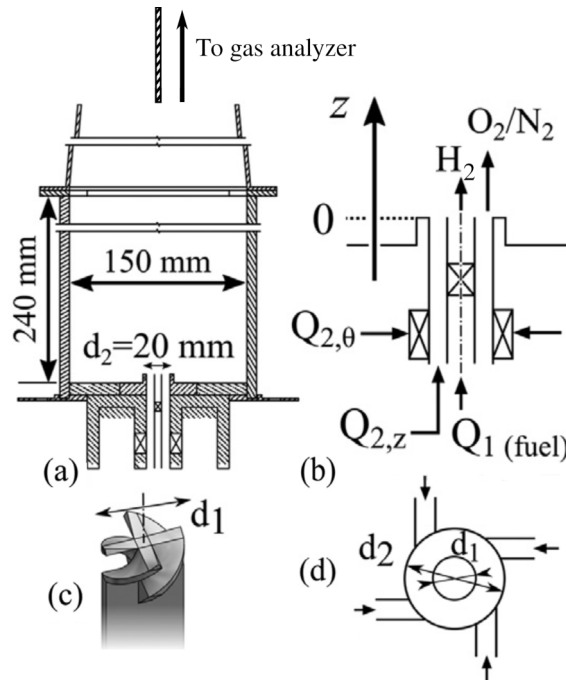 To gas analyzer
240 mm
150 mm
d₂=20 mm
(a)
z
O₂/N₂
H₂
0
Q₂,θ
Q₂,z
Q₁ (fuel)
(b)
d₁
(c)
d₂
d₁
(d)